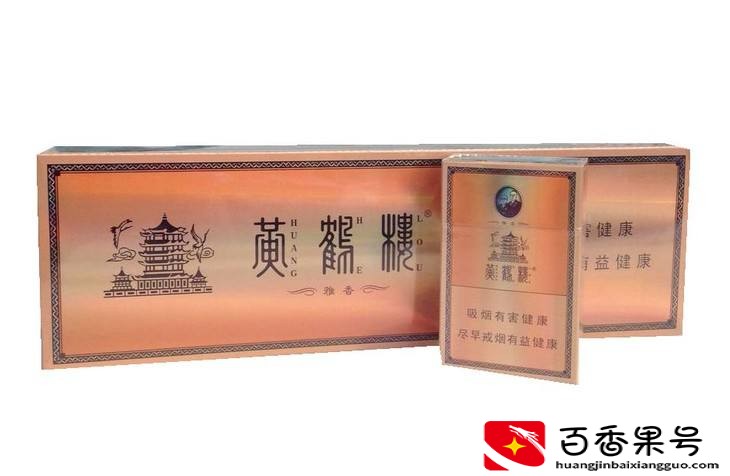 黄鹤楼®
HUANG HE LOU
雅香
害健康
有益健康
黄鹤楼®
吸烟有害健康
尽早戒烟有益健康
百香果号
huangjinbaixiangguo.com